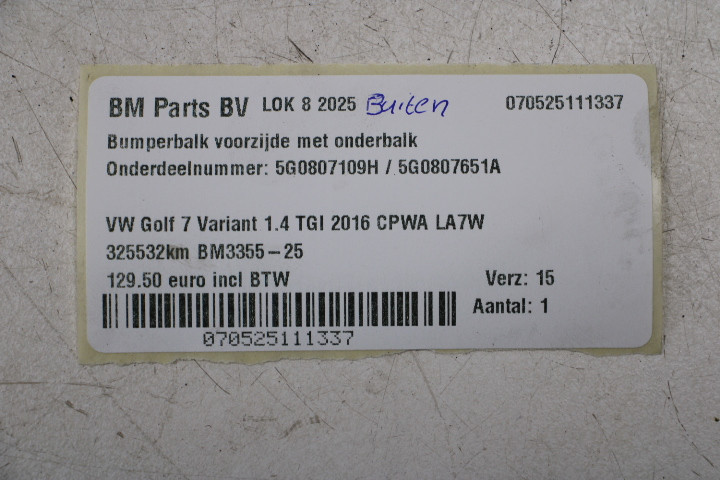 BM Parts BV LOK 8 2025 Buiten 070525111337
Bumperbalk voorzijde met onderbalk
Onderdeelnummer: 5G0807109H / 5G0807651A
VW Golf 7 Variant 1.4 TGI 2016 CPWA LA7W
325532km BM3355-25
129.50 euro incl BTW Verz: 15
Aantal: 1
070525111337